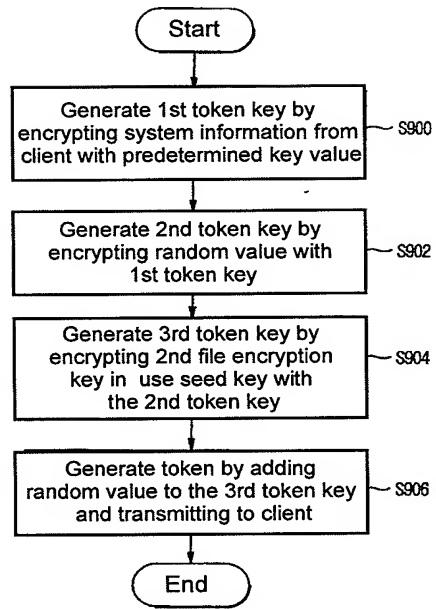 Start
Generate 1st token key by
encrypting system information from
client with predetermined key value
S900
Generate 2nd token key by
encrypting random value with
1st token key
S902
Generate 3rd token key by
encrypting 2nd file encryption
key in use seed key with
the 2nd token key
S904
Generate token by adding
random value to the 3rd token key
and transmitting to client
S906
End